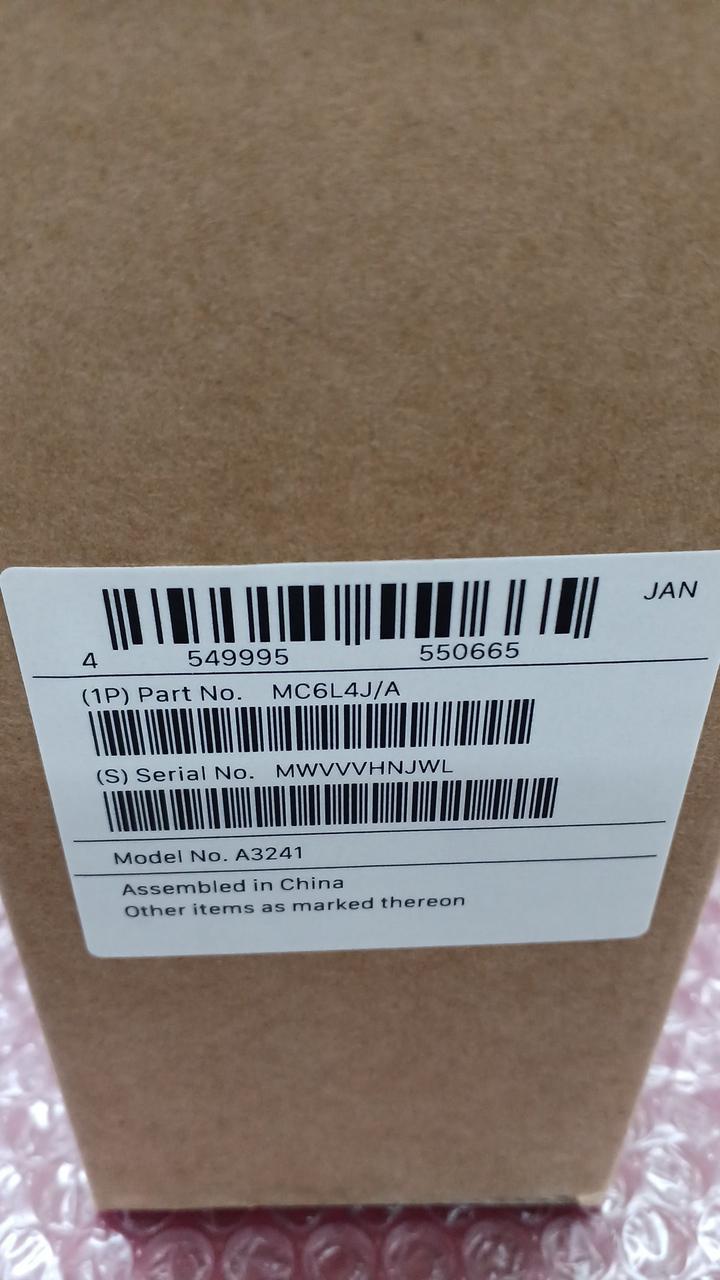 JAN
4 549995 550665
(1P) Part No. MC6L4J/A
(S) Serial No. MWVVVHNJWL
Model No. A3241
Assembled in China
Other items as marked thereon